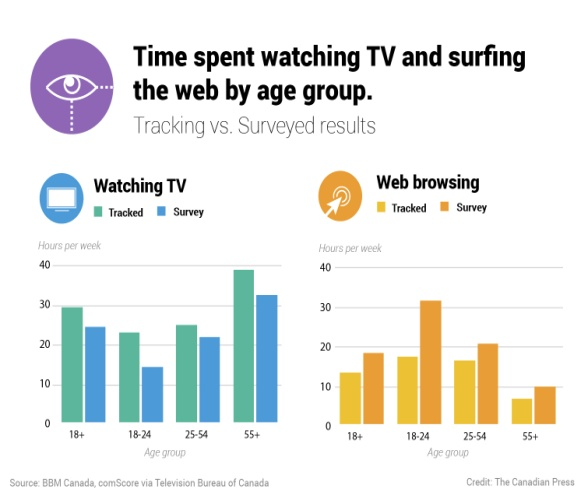 Time spent watching TV and surfing
the web by age group.
Tracking vs. Surveyed results
Watching TV
Tracked Survey
Hours per week
40
30
20
10
0
18+ 18-24 25-54 55+
Age group
Web browsing
Tracked Survey
Hours per week
40
30
20
10
0
18+ 18-24 25-54 55+
Age group
Source: BBM Canada, comScore via Television Bureau of Canada
Credit: The Canadian Press